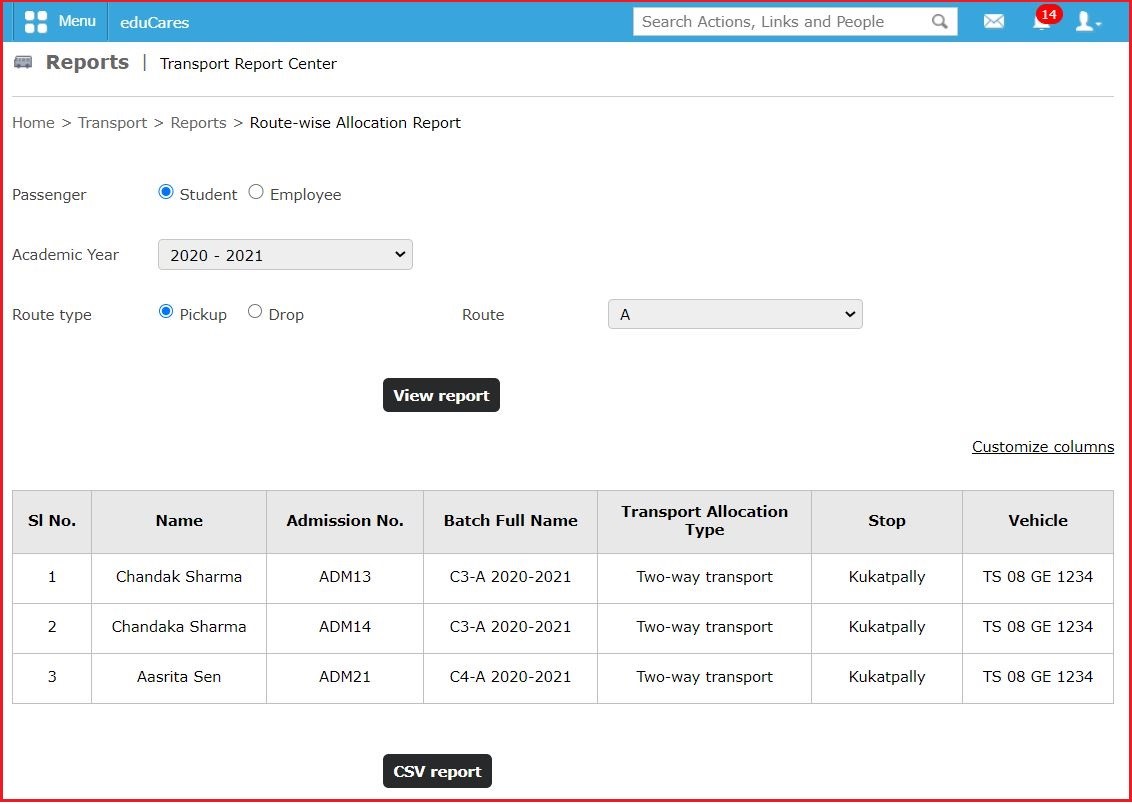 Menu eduCares Search Actions, Links and People 14
Reports | Transport Report Center
Home > Transport > Reports > Route-wise Allocation Report
Passenger Student Employee
Academic Year 2020 - 2021
Route type Pickup Drop Route A
View report
Customize columns
Sl No. Name Admission No. Batch Full Name Transport Allocation Type Stop Vehicle
1 Chandak Sharma ADM13 C3-A 2020-2021 Two-way transport Kukatpally TS 08 GE 1234
2 Chandaka Sharma ADM14 C3-A 2020-2021 Two-way transport Kukatpally TS 08 GE 1234
3 Aasrita Sen ADM21 C4-A 2020-2021 Two-way transport Kukatpally TS 08 GE 1234
CSV report